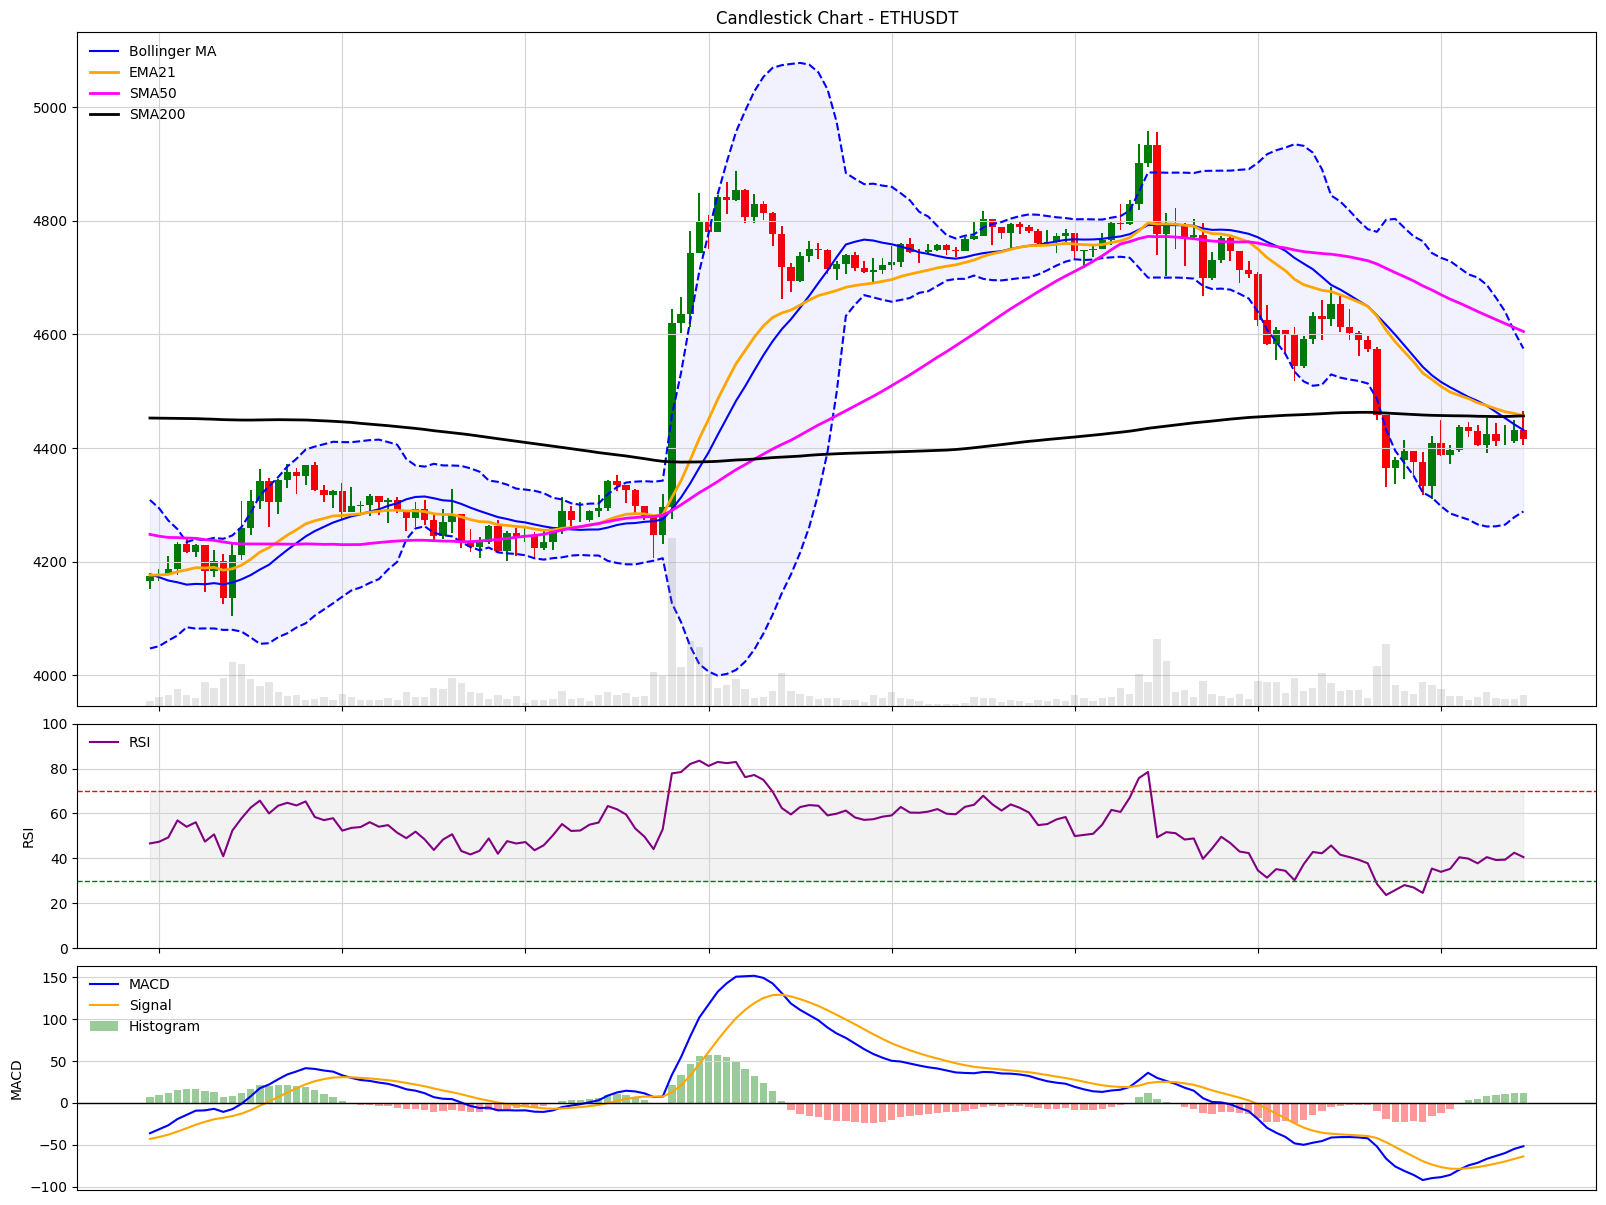 Candlestick Chart - ETHUSDT
Bollinger MA
EMA21
SMA50
SMA200
5000
4800
4600
4400
4200
4000
RSI
100
80
60
40
20
0
RSI
MACD
Signal
Histogram
150
100
50
0
−50
−100
MACD